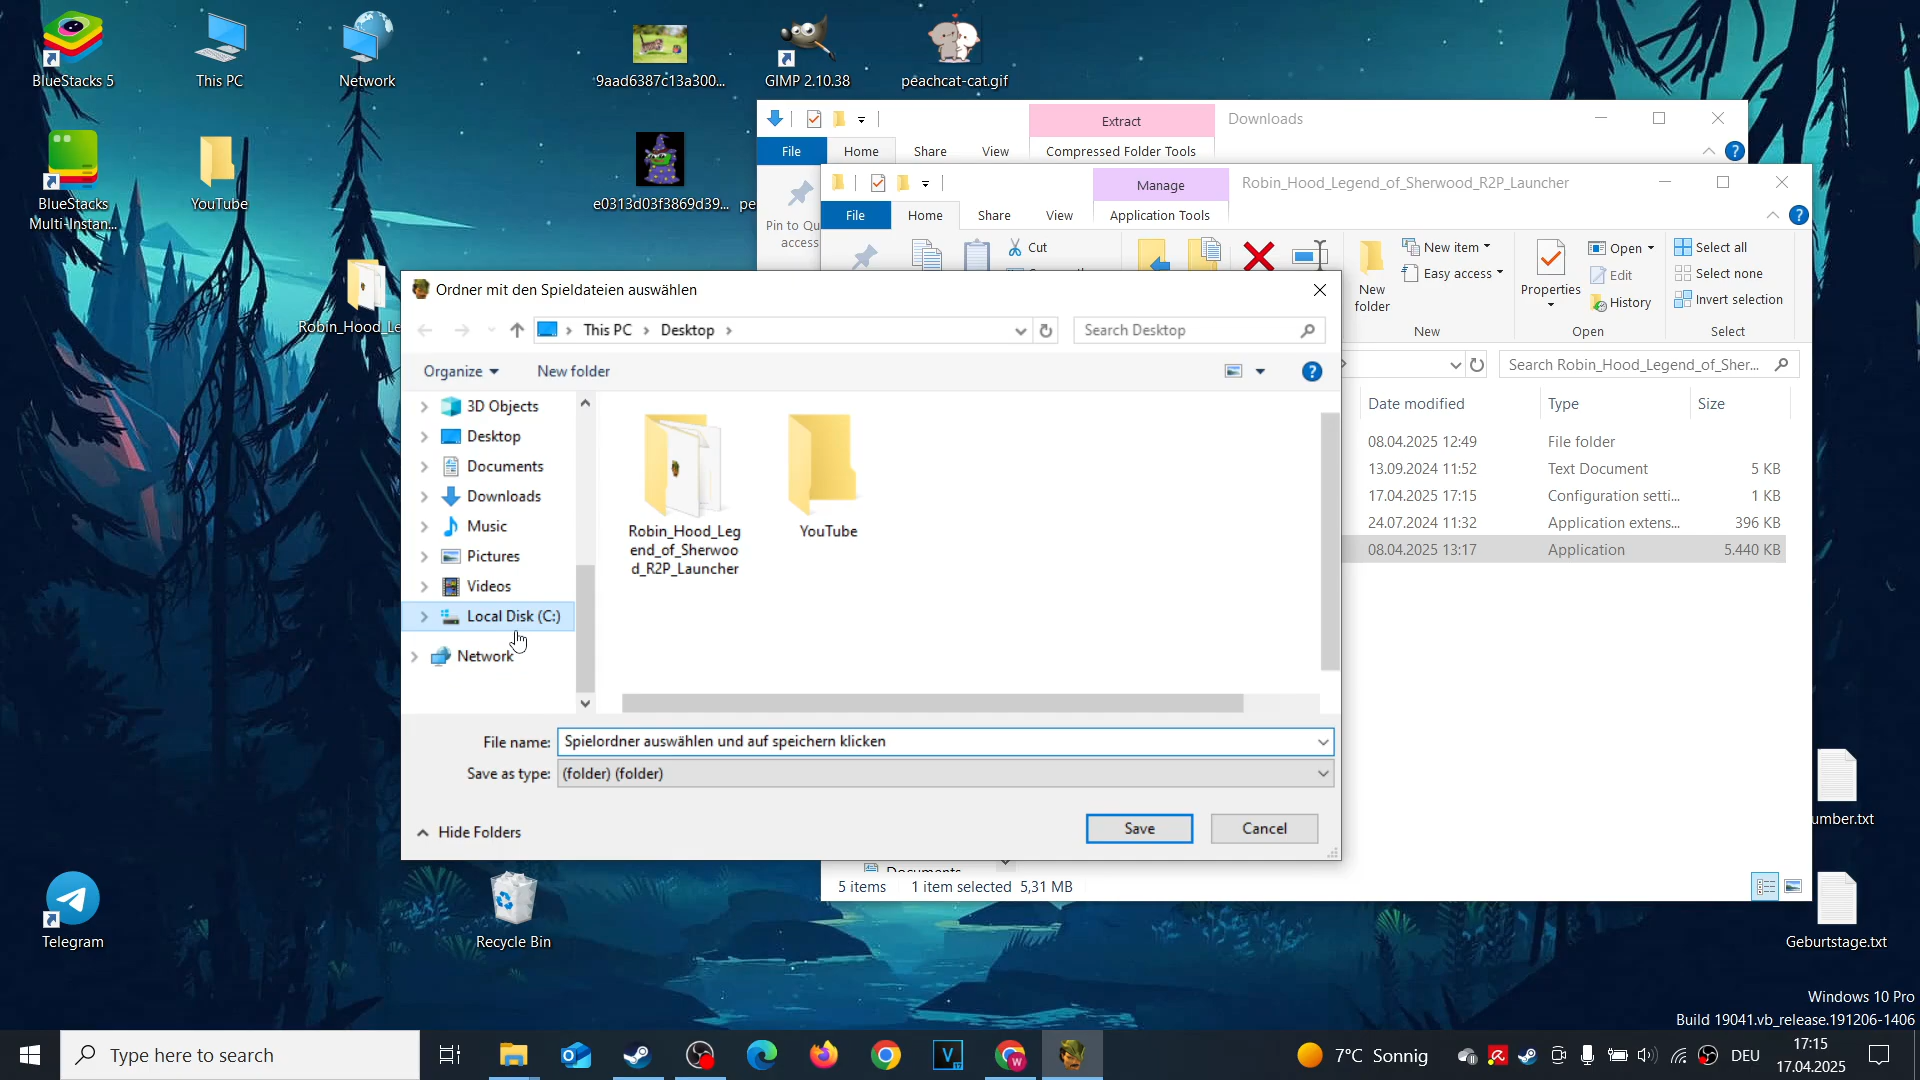 BlueStacks 5
This PC
Network
9aad6387c13a300...
GIMP 2.10.38
peachcat-cat.gif
BlueStacks
Multi-Instan...
YouTube
e0313d03f3869d39...
pe
Robin_Hood_Le
Extract
Downloads
File
Home
Share
View
Compressed Folder Tools
Pin to Qu
access
Manage
Robin_Hood_Legend_of_Sherwood_R2P_Launcher
File
Home
Share
View
Application Tools
Cut
New item
Easy access
New
folder
Properties
Open
Edit
History
Select all
Select none
Invert selection
New
Open
Select
Search Robin_Hood_Legend_of_Sher...
Date modified
Type
Size
08.04.2025 12:49
File folder
13.09.2024 11:52
Text Document
5 KB
17.04.2025 17:15
Configuration setti...
1 KB
24.07.2024 11:32
Application extens...
396 KB
08.04.2025 13:17
Application
5.440 KB
Ordner mit den Spieldateien auswählen
This PC
Desktop
Search Desktop
Organize
New folder
3D Objects
Desktop
Documents
Downloads
Music
Pictures
Videos
Local Disk (C:)
Network
Robin_Hood_Leg
end_of_Sherwoo
d_R2P_Launcher
YouTube
File name:
Spielordner auswählen und auf speichern klicken
Save as type:
(folder) (folder)
Hide Folders
Save
Cancel
5 items
1 item selected 5,31 MB
umber.txt
Geburtstage.txt
Telegram
Recycle Bin
Windows 10 Pro
Build 19041.vb_release.191206-1406
Type here to search
7°C Sonnig
DEU
17:15
17.04.2025